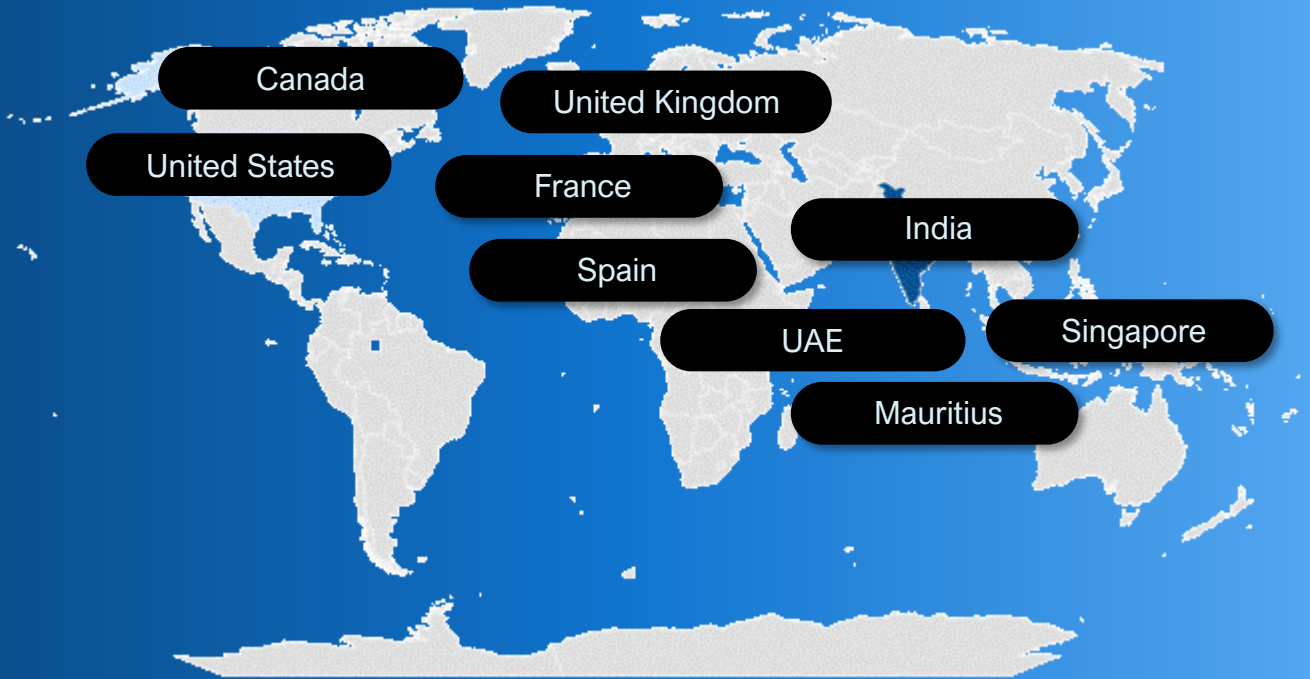 Canada
United Kingdom
United States
France
India
Spain
Singapore
UAE
Mauritius